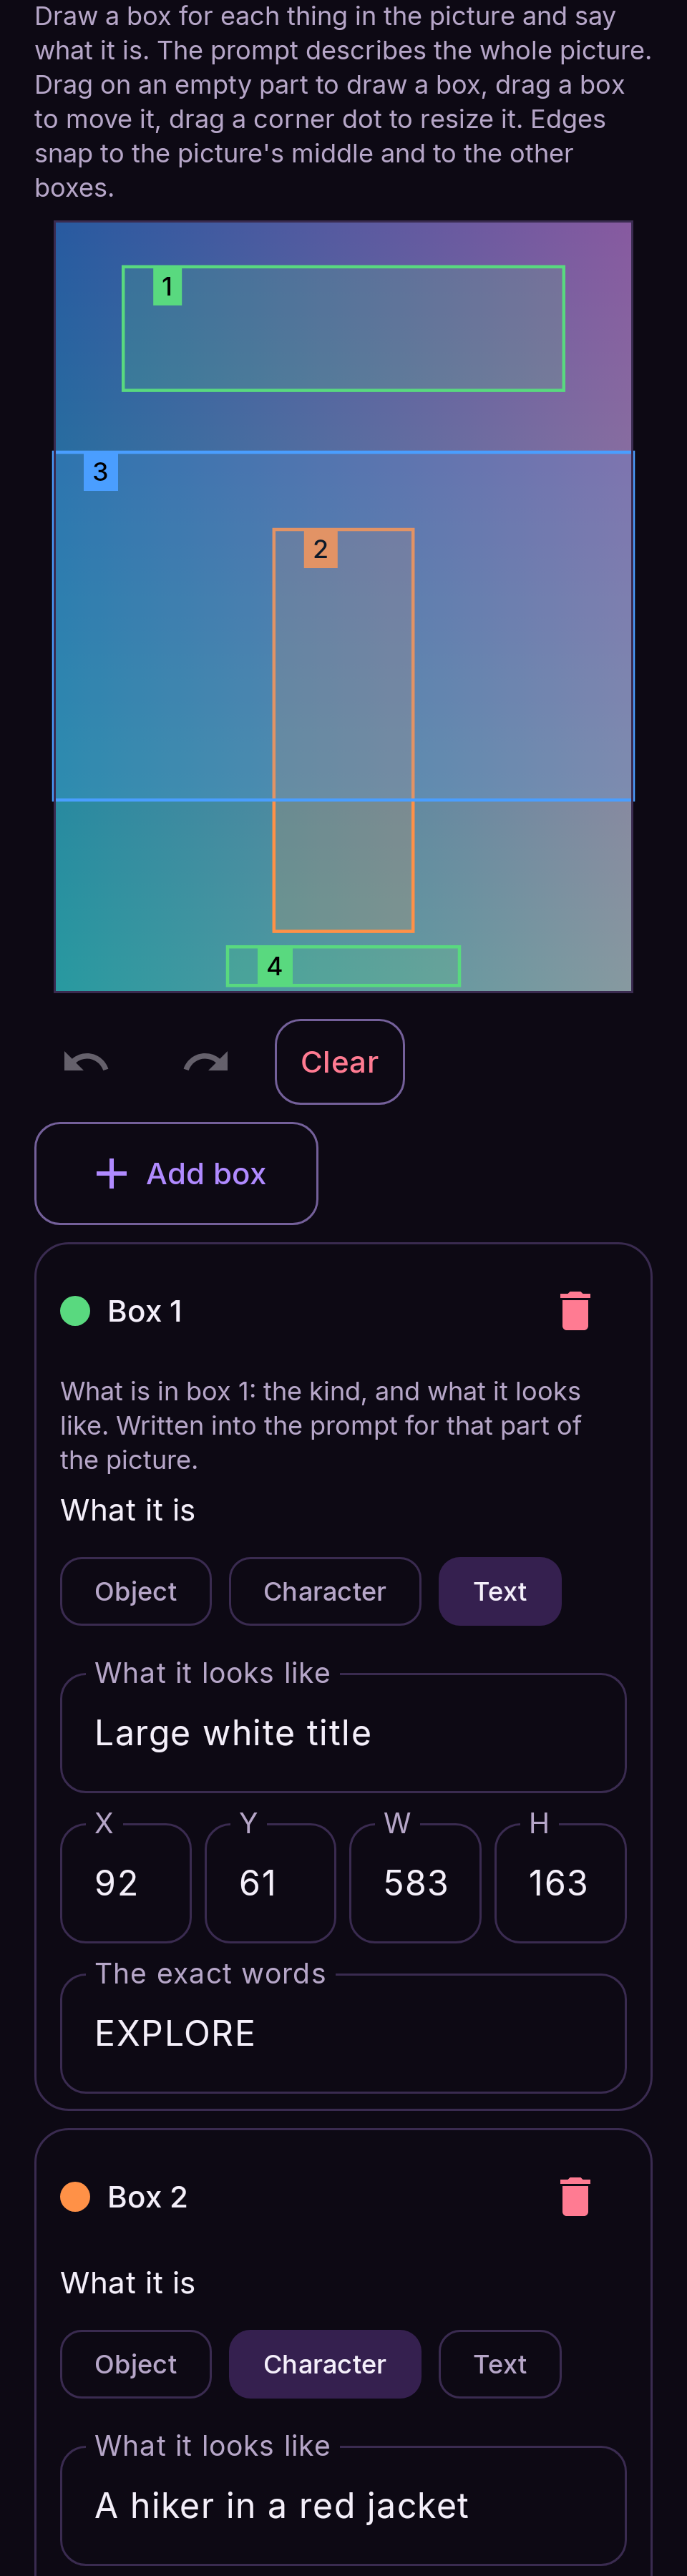 Draw a box for each thing in the picture and say
what it is. The prompt describes the whole picture.
Drag on an empty part to draw a box, drag a box
to move it, drag a corner dot to resize it. Edges
snap to the picture's middle and to the other
boxes.
1
3
2
4
Clear
Add box
Box 1
What is in box 1: the kind, and what it looks
like. Written into the prompt for that part of
the picture.
What it is
Object Character Text
What it looks like
Large white title
X Y W H
92 61 583 163
The exact words
EXPLORE
Box 2
What it is
Object Character Text
What it looks like
A hiker in a red jacket